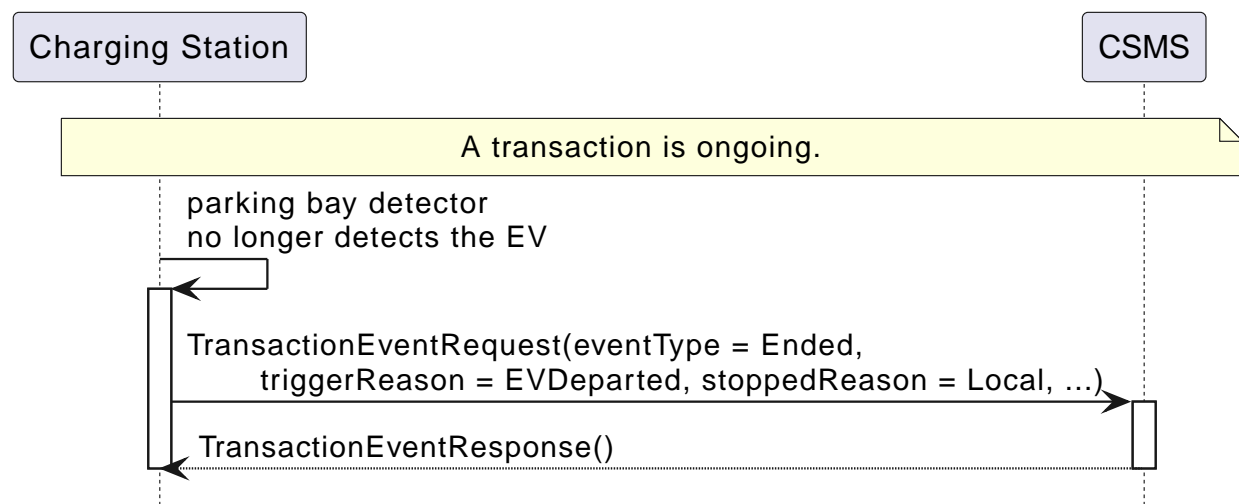 Charging Station
CSMS
A transaction is ongoing.
parking bay detector
no longer detects the EV
TransactionEventRequest(eventType = Ended,
triggerReason = EVDeparted, stoppedReason = Local, ...)
TransactionEventResponse()